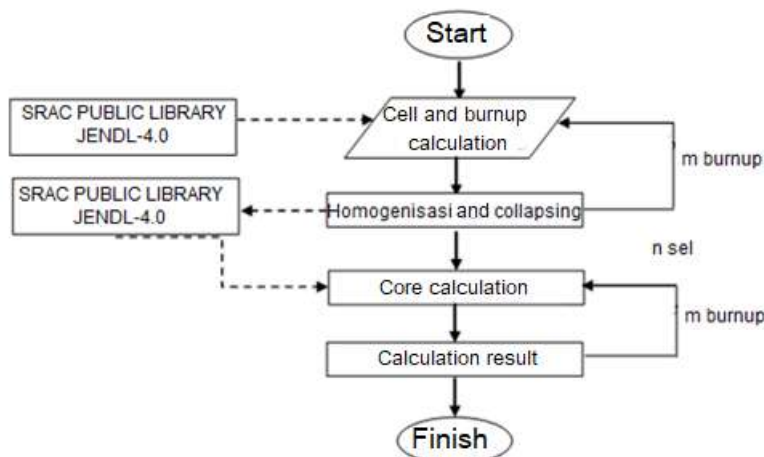 Start
SRAC PUBLIC LIBRARY
JENDL-4.0
Cell and burnup
calculation
m burnup
SRAC PUBLIC LIBRARY
JENDL-4.0
Homogenisasi and collapsing
n sel
Core calculation
m burnup
Calculation result
Finish